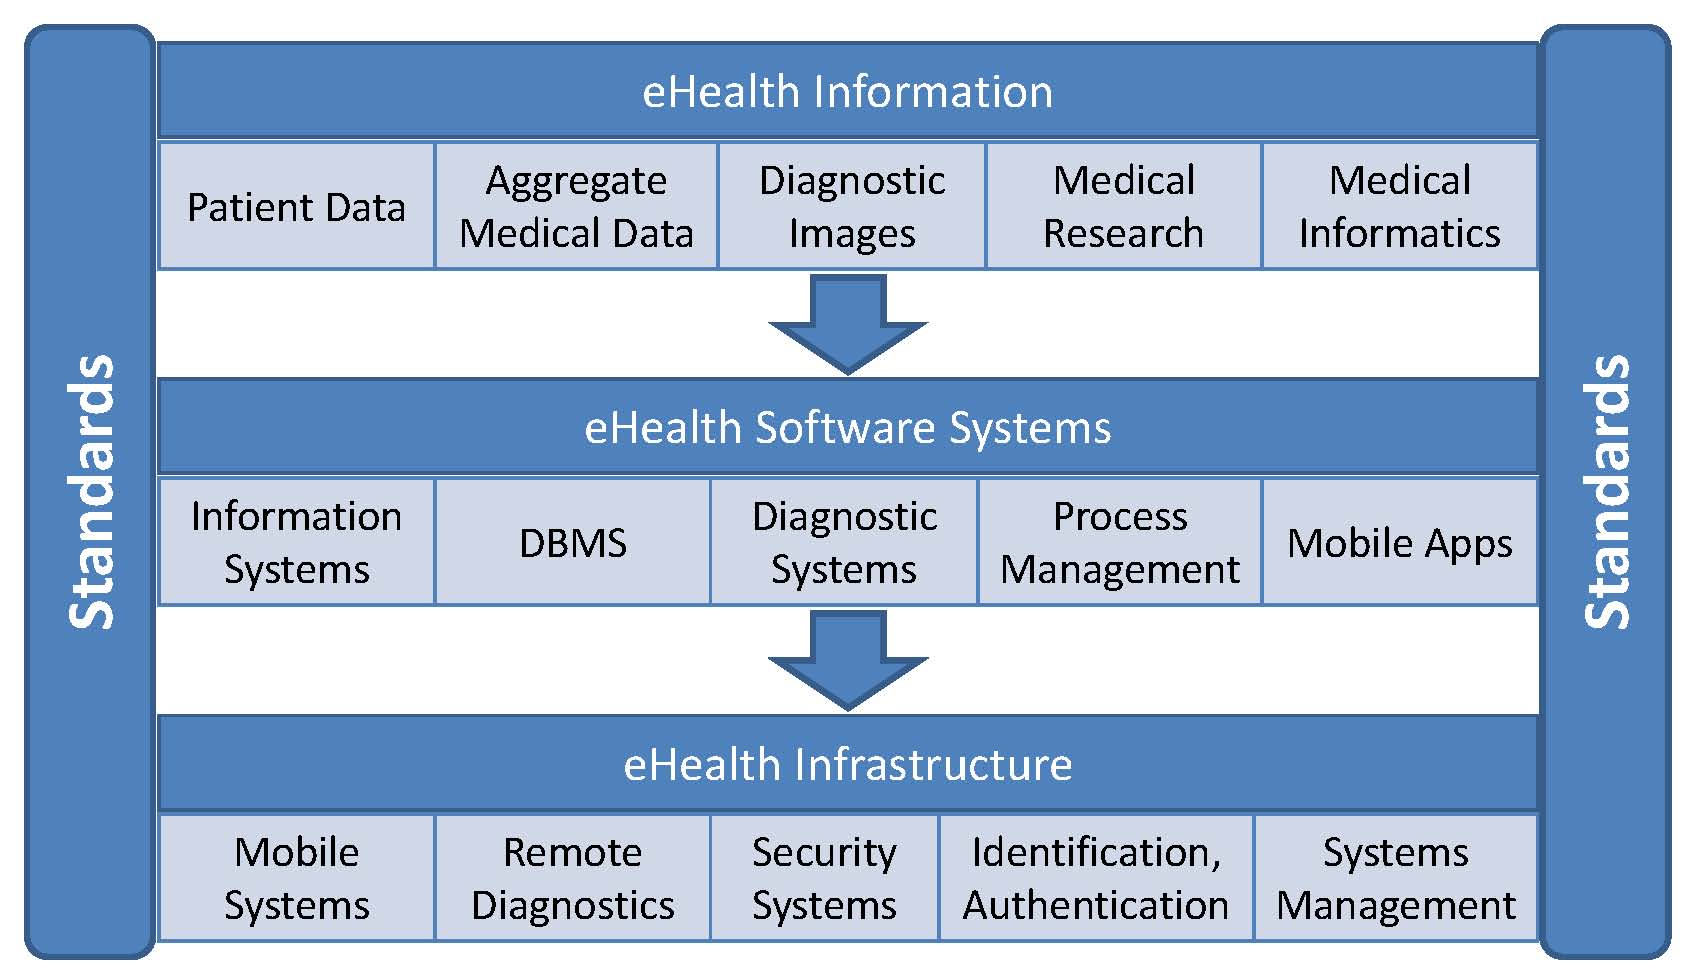 Standards
eHealth Information
Patient Data
Aggregate
Medical Data
Diagnostic
Images
Medical
Research
Medical
Informatics
eHealth Software Systems
Information
Systems
DBMS
Diagnostic
Systems
Process
Management
Mobile Apps
eHealth Infrastructure
Mobile
Systems
Remote
Diagnostics
Security
Systems
Identification,
Authentication
Systems
Management
Standards